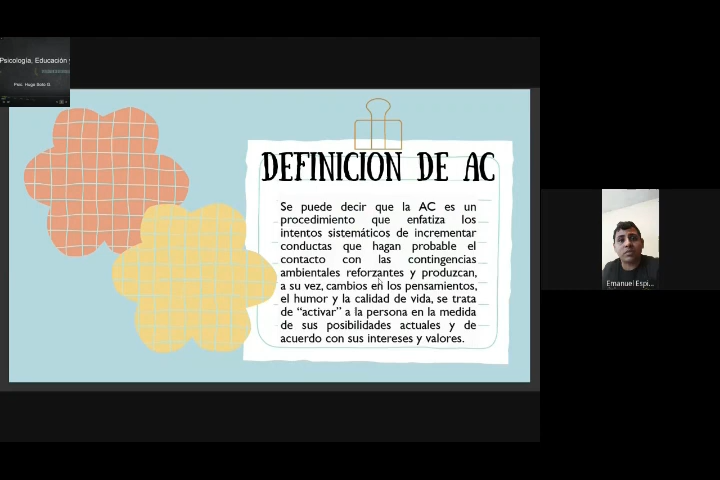 Psicología, Educación y
Psic. Hugo Soto G.
DEFINICION DE AC
Se puede decir que la AC es un
procedimiento que enfatiza los
intentos sistemáticos de incrementar
conductas que hagan probable el
contacto con las contingencias
ambientales reforzantes y produzcan,
a su vez, cambios en los pensamientos,
el humor y la calidad de vida, se trata
de “activar” a la persona en la medida
de sus posibilidades actuales y de
acuerdo con sus intereses y valores.
Emanuel Espi...